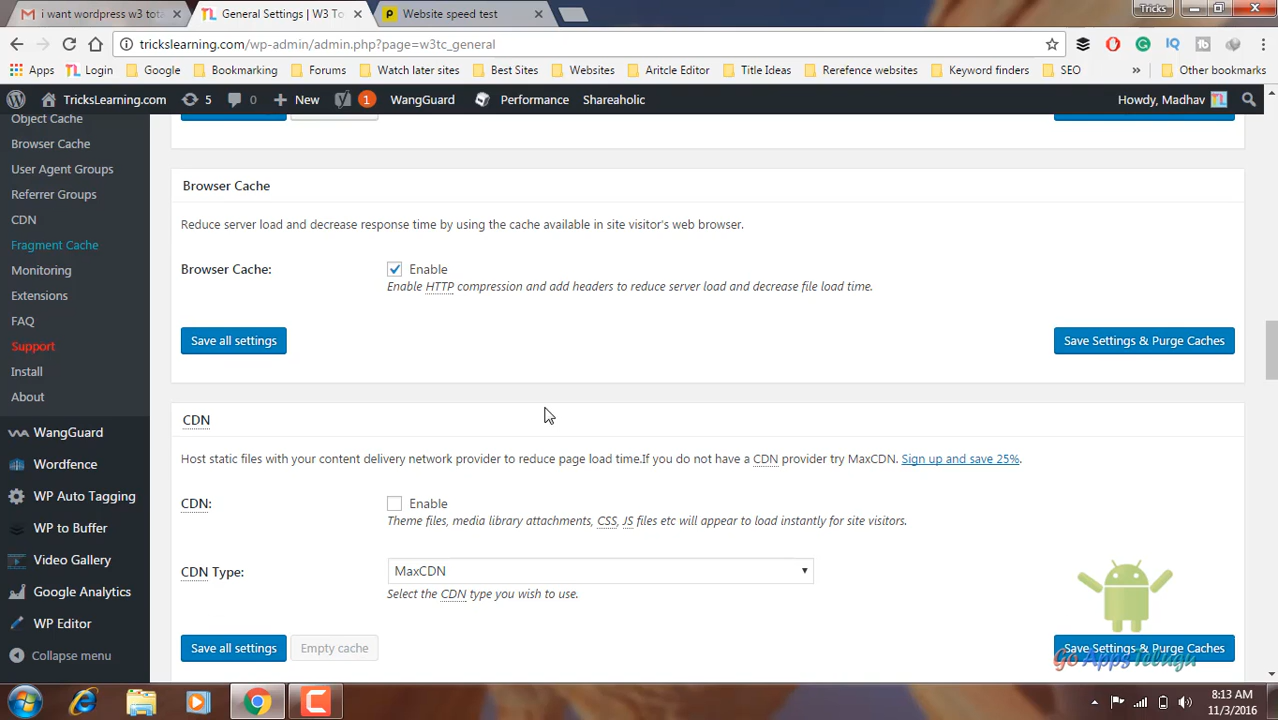 i want wordpress w3 tota
General Settings | W3 To
Website speed test
Tricks
trickslearning.com/wp-admin/admin.php?page=w3tc_general
Apps
Login
Google
Bookmarking
Forums
Watch later sites
Best Sites
Websites
Aritcle Editor
Title Ideas
Rerefence websites
Keyword finders
SEO
»
Other bookmarks
TricksLearning.com
5
0
New
1
WangGuard
Performance
Shareaholic
Howdy, Madhav
Object Cache
Browser Cache
User Agent Groups
Referrer Groups
CDN
Fragment Cache
Monitoring
Extensions
FAQ
Support
Install
About
WangGuard
Wordfence
WP Auto Tagging
WP to Buffer
Video Gallery
Google Analytics
WP Editor
Collapse menu
Browser Cache
Reduce server load and decrease response time by using the cache available in site visitor's web browser.
Browser Cache:
Enable
Enable HTTP compression and add headers to reduce server load and decrease file load time.
Save all settings
Save Settings & Purge Caches
CDN
Host static files with your content delivery network provider to reduce page load time.If you do not have a CDN provider try MaxCDN. Sign up and save 25%.
CDN:
Enable
Theme files, media library attachments, CSS, JS files etc will appear to load instantly for site visitors.
CDN Type:
MaxCDN
Select the CDN type you wish to use.
Save all settings
Empty cache
Save Settings & Purge Caches
Go Apps Telugu
8:13 AM
11/3/2016